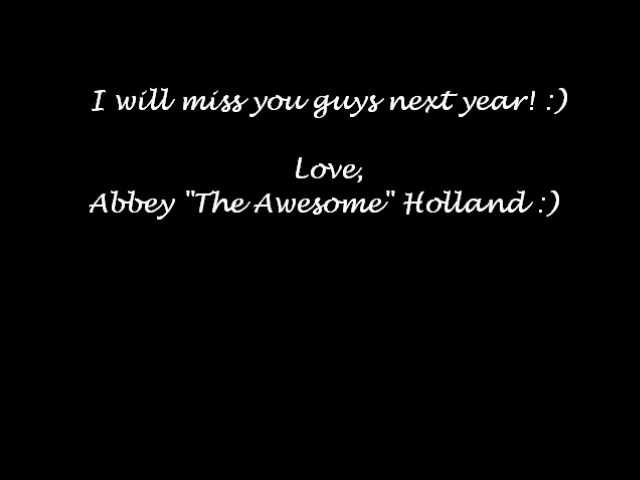 I will miss you guys next year! :)
Love,
Abbey "The Awesome" Holland :)